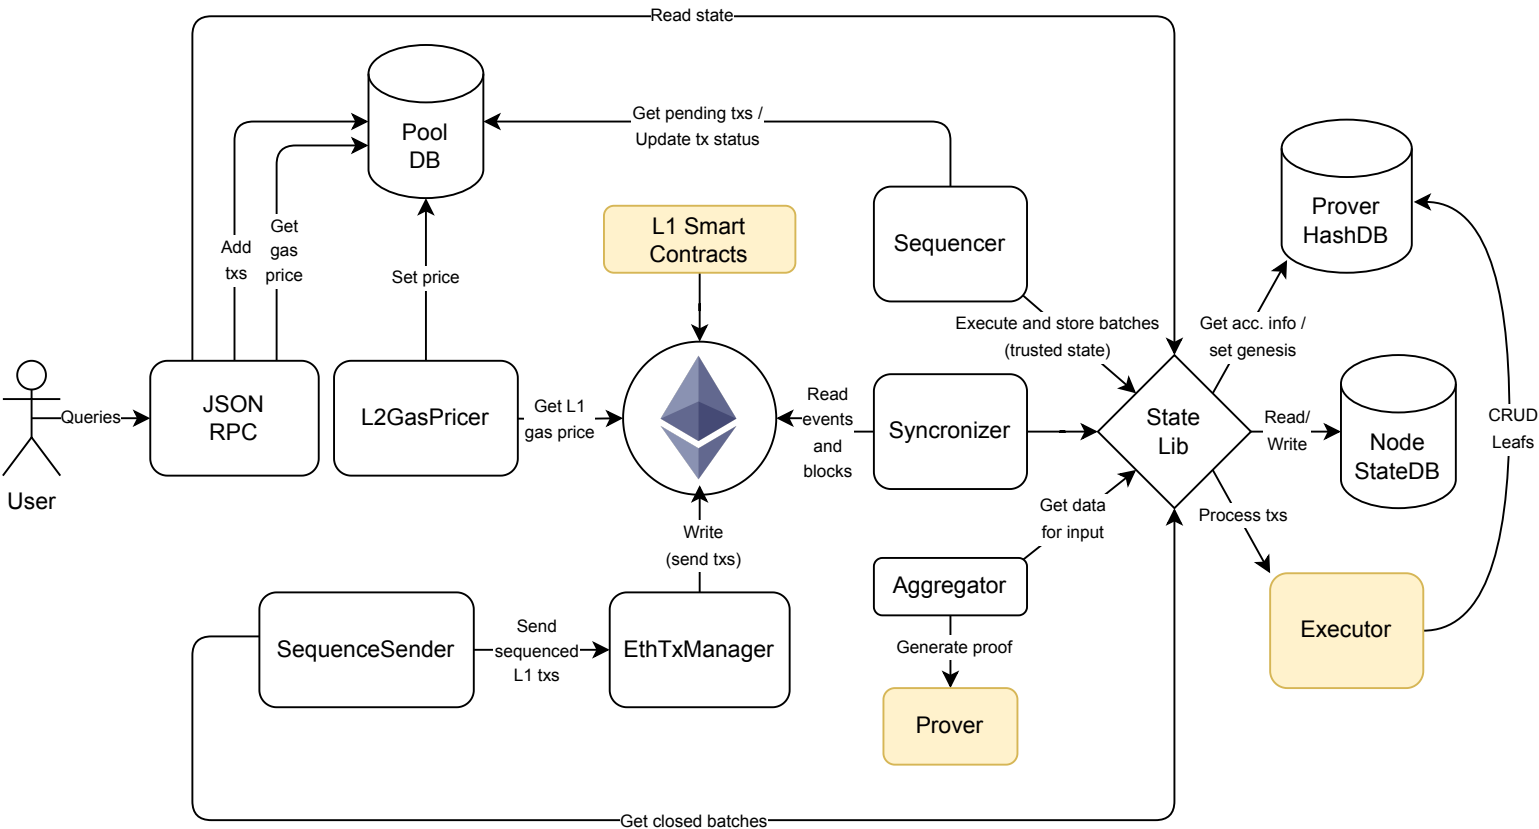 Read state
Pool
DB
Get pending txs /
Update tx status
Add
txs
Get
gas
price
Set price
L1 Smart
Contracts
Sequencer
Prover
HashDB
Execute and store batches
(trusted state)
Get acc. info /
set genesis
User
Queries
JSON
RPC
L2GasPricer
Get L1
gas price
Read
events
and
blocks
Syncronizer
State
Lib
Read/
Write
Node
StateDB
CRUD
Leafs
Write
(send txs)
Get data
for input
Process txs
Aggregator
Generate proof
Prover
Executor
SequenceSender
Send
sequenced
L1 txs
EthTxManager
Get closed batches